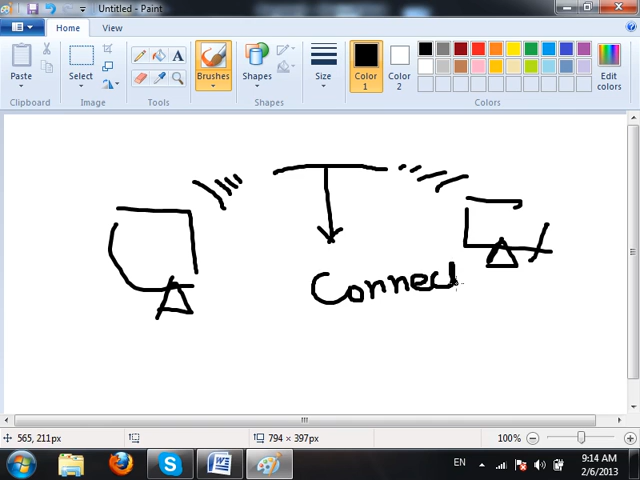 Untitled - Paint
Home View
Paste Select Brushes Shapes Size Color 1 Color 2 Edit colors
Clipboard Image Tools Shapes Colors
Connect
565, 211px 794 × 397px 100%
EN 9:14 AM
2/6/2013